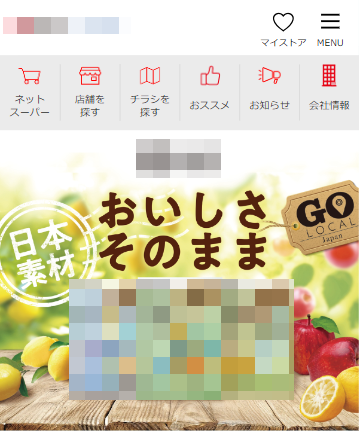 マイストア
MENU
ネット
スーパー
店舗を
探す
チラシを
探す
おススメ
お知らせ
会社情報
おいしさ
そのまま
日本
素材
GO
LOCAL
Japan